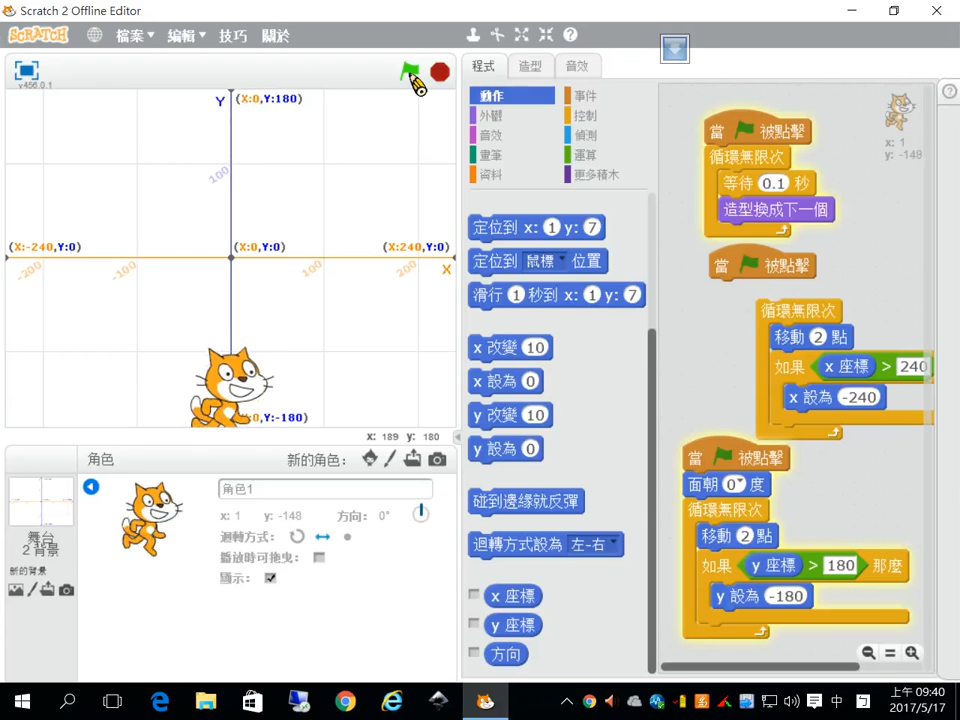 Scratch 2 Offline Editor
SCRATCH 檔案 編輯 技巧 關於
v456.0.1
程式 造型 音效
動作 事件
外觀 控制
音效 偵測
畫筆 運算
資料 更多積木
定位到 x: 1 y: 7
定位到 鼠標 位置
滑行 1 秒到 x: 1 y: 7
x 改變 10
x 設為 0
y 改變 10
y 設為 0
碰到邊緣就反彈
迴轉方式設為 左-右
x 座標
y 座標
方向
Y (X:0,Y:180)
100
(X:-240,Y:0) (X:0,Y:0) (X:240,Y:0)
-200 -100 100 200 X
:0,Y:-180)
x: 189 y: 180
角色 新的角色:
舞台
2 背景
新的背景
角色1
x: 1 y: -148 方向: 0°
迴轉方式:
播放時可拖曳:
顯示:
x: 1
y: -148
當 被點擊
循環無限次
等待 0.1 秒
造型換成下一個
當 被點擊
循環無限次
移動 2 點
如果 x 座標 > 240
x 設為 -240
當 被點擊
面朝 0 度
循環無限次
移動 2 點
如果 y 座標 > 180 那麼
y 設為 -180
中
上午 09:40
2017/5/17